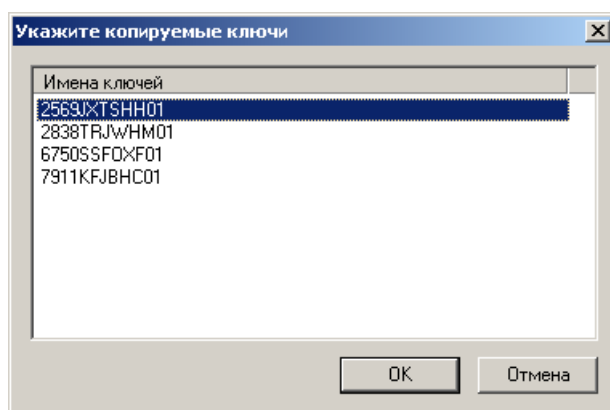 Укажите копируемые ключи
Имена ключей
2569JXTSHH01
2838TRJWHM01
6750SSFOXF01
7911KFJBHC01
OK
Отмена